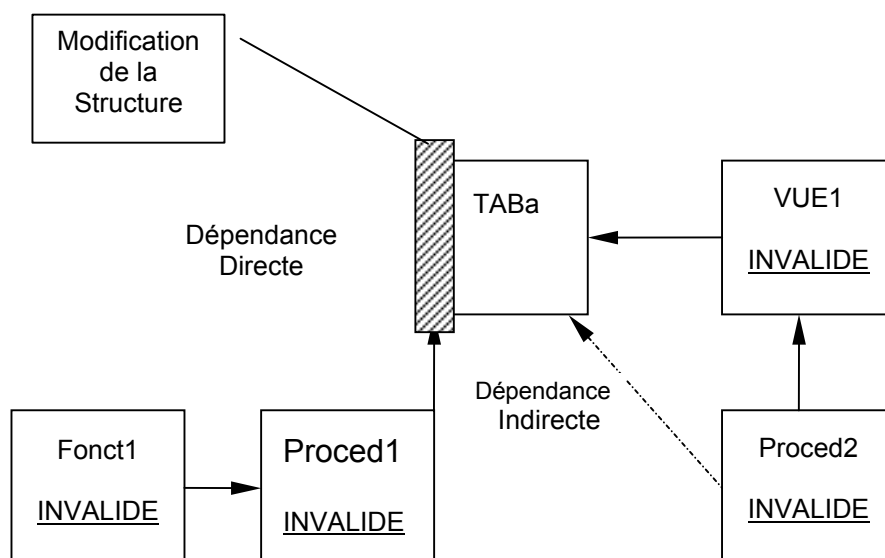 Modification
de la
Structure
TABa
VUE1
INVALIDE
Dépendance
Directe
Dépendance
Indirecte
Fonct1
INVALIDE
Proced1
INVALIDE
Proced2
INVALIDE